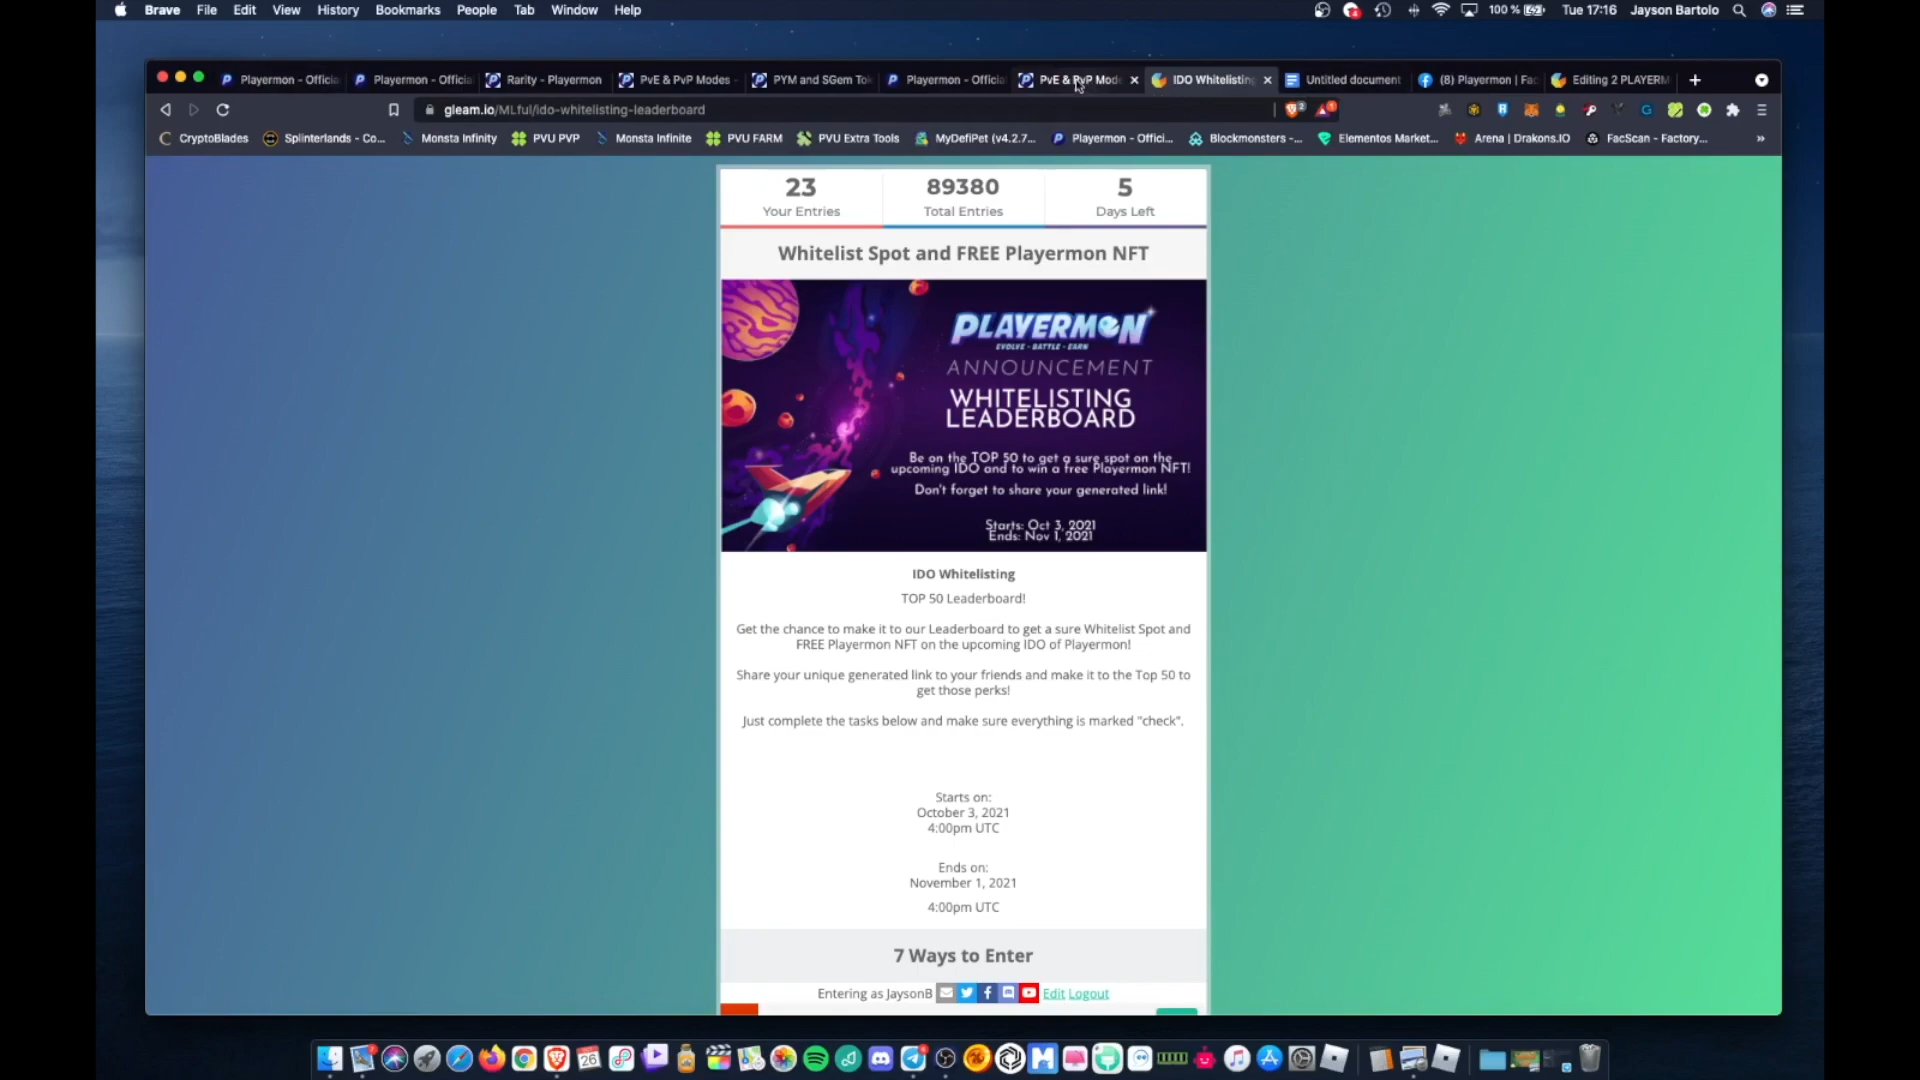 Brave File Edit View History Bookmarks People Tab Window Help 100 % Tue 17:16 Jayson Bartolo
Playermon - Officia Playermon - Officia Rarity - Playermon PvE & PvP Modes - PYM and SGem Tok Playermon - Officia PvE & PvP Mode IDO Whitelisting Untitled document (8) Playermon | Fac Editing 2 PLAYERM
gleam.io/MLful/ido-whitelisting-leaderboard
CryptoBlades Splinterlands - Co... Monsta Infinity PVU PVP Monsta Infinite PVU FARM PVU Extra Tools MyDefiPet (v4.2.7... Playermon - Offici... Blockmonsters -... Elementos Market... Arena | Drakons.IO FacScan - Factory... »
23 89380 5
Your Entries Total Entries Days Left
Whitelist Spot and FREE Playermon NFT
PLAYERMON
EVOLVE - BATTLE - EARN
ANNOUNCEMENT
WHITELISTING
LEADERBOARD
Be on the TOP 50 to get a sure spot on the
upcoming IDO and to win a free Playermon NFT!
Don't forget to share your generated link!
Starts: Oct 3, 2021
Ends: Nov 1, 2021
IDO Whitelisting
TOP 50 Leaderboard!
Get the chance to make it to our Leaderboard to get a sure Whitelist Spot and
FREE Playermon NFT on the upcoming IDO of Playermon!
Share your unique generated link to your friends and make it to the Top 50 to
get those perks!
Just complete the tasks below and make sure everything is marked "check".
Starts on:
October 3, 2021
4:00pm UTC
Ends on:
November 1, 2021
4:00pm UTC
7 Ways to Enter
Entering as JaysonB Edit Logout
26